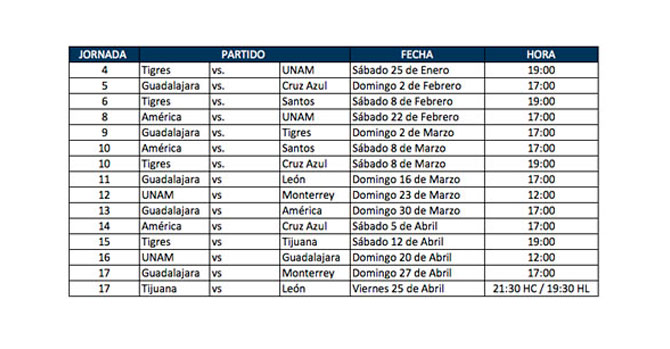 JORNADA PARTIDO FECHA HORA
4 Tigres vs. UNAM Sábado 25 de Enero 19:00
5 Guadalajara vs. Cruz Azul Domingo 2 de Febrero 17:00
6 Tigres vs. Santos Sábado 8 de Febrero 19:00
8 América vs. UNAM Sábado 22 de Febrero 17:00
9 Guadalajara vs. Tigres Domingo 2 de Marzo 17:00
10 América vs. Santos Sábado 8 de Marzo 17:00
10 Tigres vs. Cruz Azul Sábado 8 de Marzo 19:00
11 Guadalajara vs León Domingo 16 de Marzo 17:00
12 UNAM vs Monterrey Domingo 23 de Marzo 12:00
13 Guadalajara vs América Domingo 30 de Marzo 17:00
14 América vs Cruz Azul Sábado 5 de Abril 17:00
15 Tigres vs Tijuana Sábado 12 de Abril 19:00
16 UNAM vs Guadalajara Domingo 20 de Abril 12:00
17 Guadalajara vs Monterrey Domingo 27 de Abril 17:00
17 Tijuana vs León Viernes 25 de Abril 21:30 HC / 19:30 HL